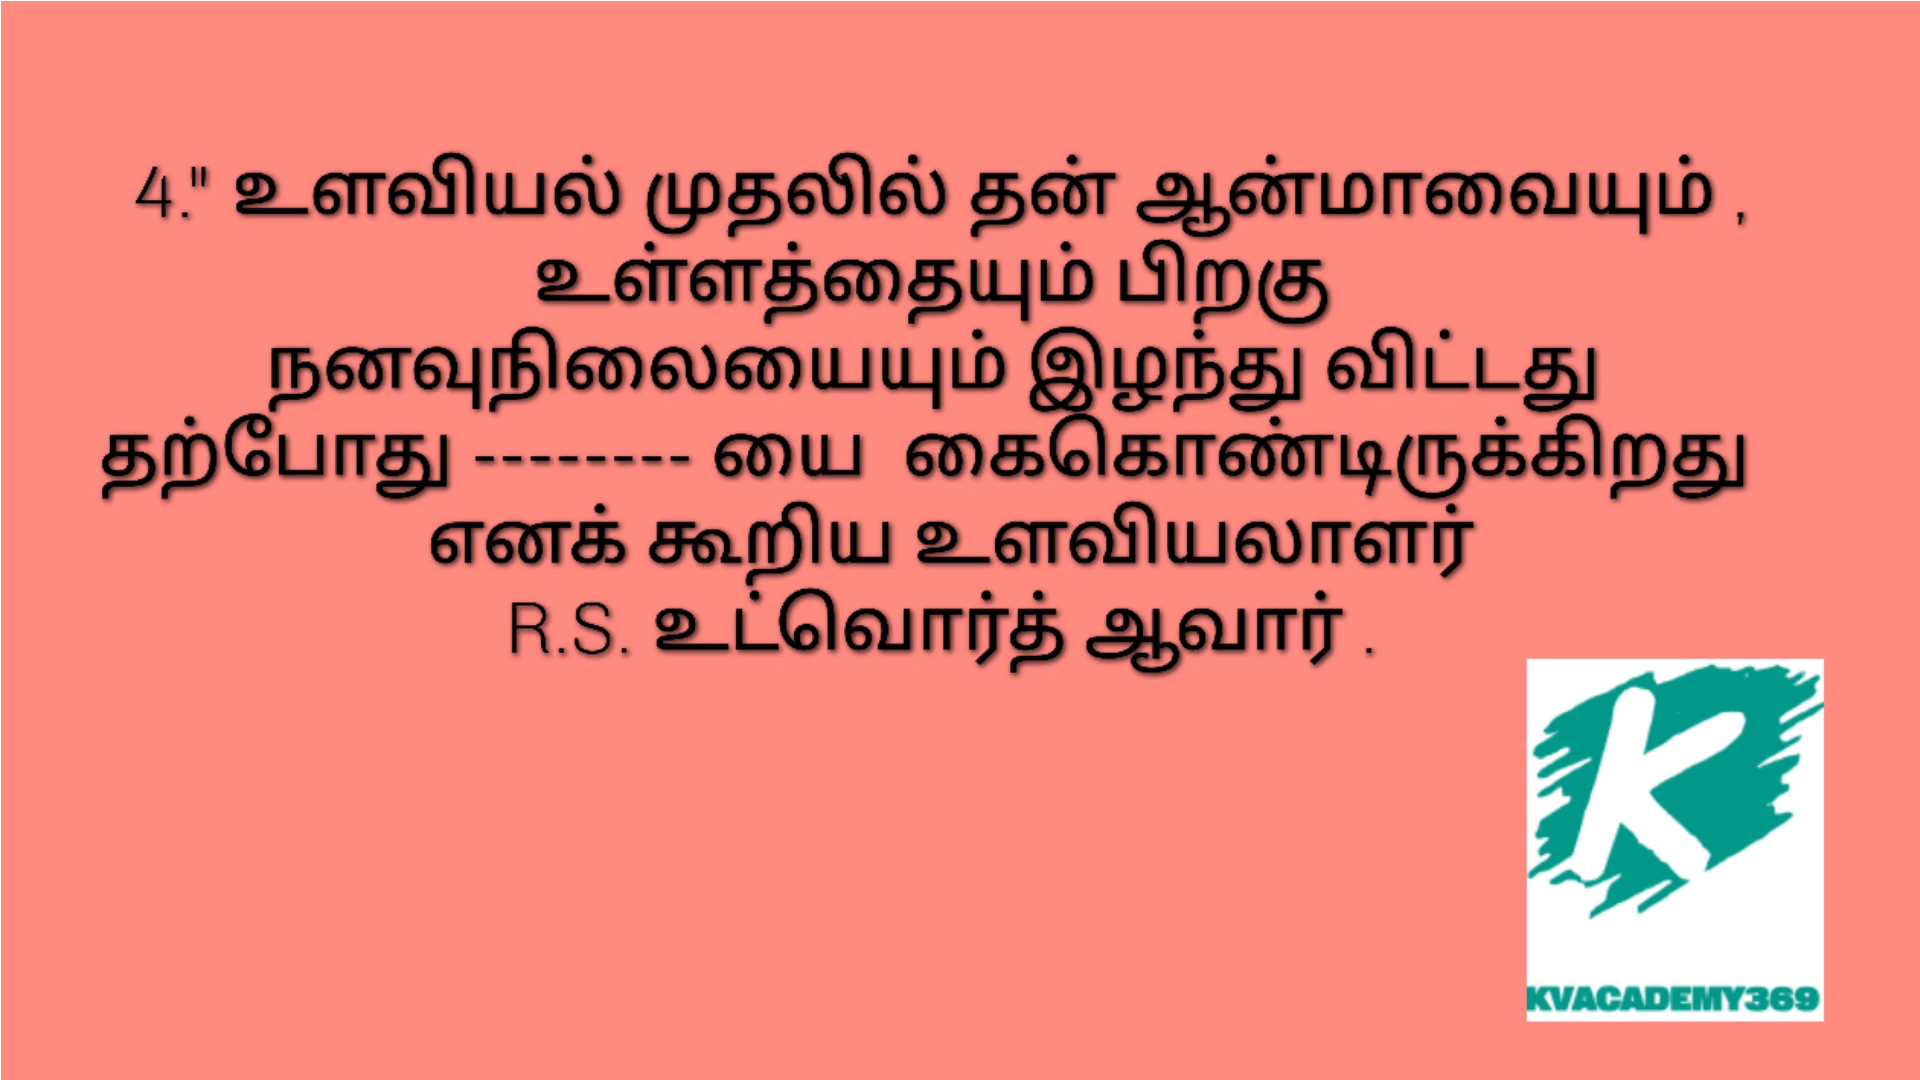 4." உளவியல் முதலில் தன் ஆன்மாவையும் ,
உள்ளத்தையும் பிறகு
நனவுநிலையையும் இழந்து விட்டது
தற்போது -------- யை கைகொண்டிருக்கிறது
எனக் கூறிய உளவியலாளர்
R.S. உட்வொர்த் ஆவார் .
K
KVACADEMY369